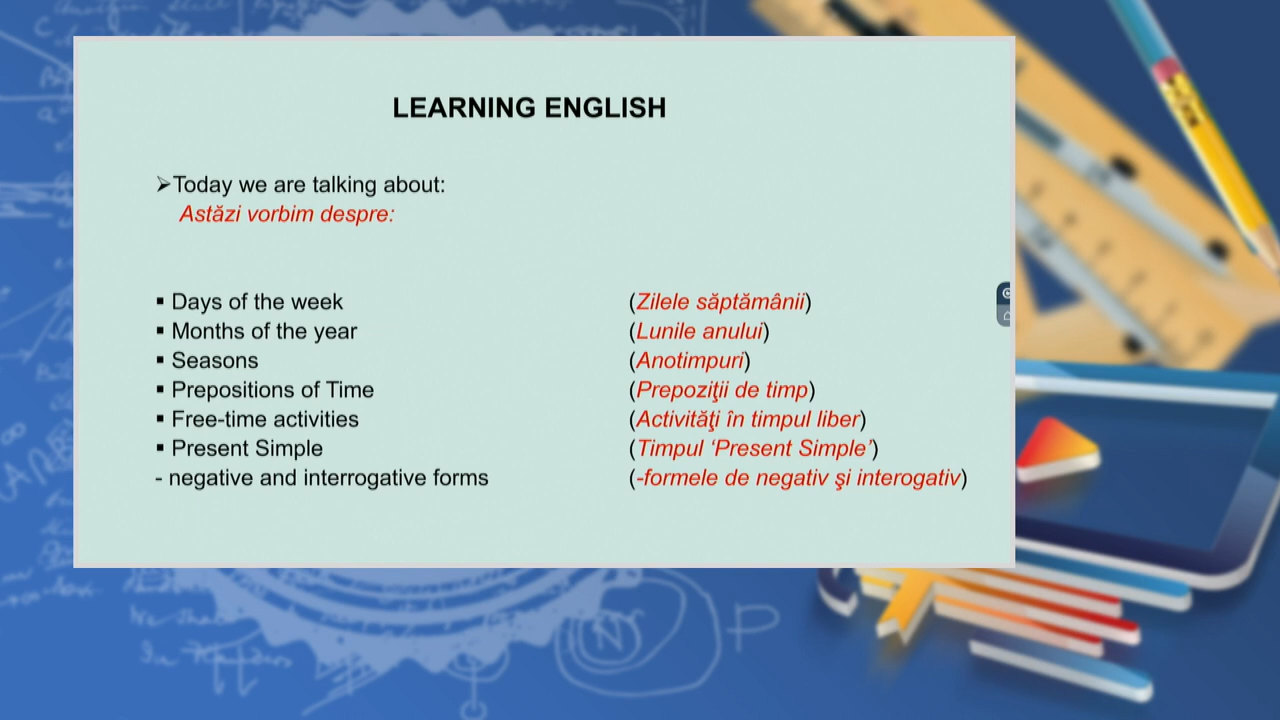 LEARNING ENGLISH
➢Today we are talking about:
Astăzi vorbim despre:
▪ Days of the week (Zilele săptămânii)
▪ Months of the year (Lunile anului)
▪ Seasons (Anotimpuri)
▪ Prepositions of Time (Prepoziţii de timp)
▪ Free-time activities (Activităţi în timpul liber)
▪ Present Simple (Timpul ‘Present Simple’)
- negative and interrogative forms (-formele de negativ şi interogativ)
N
P